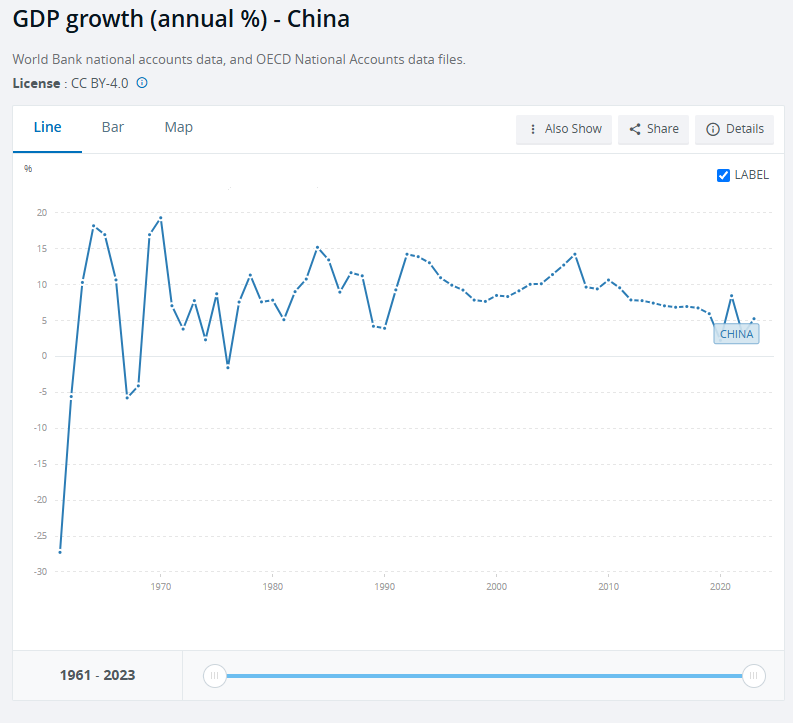 GDP growth (annual %) - China
World Bank national accounts data, and OECD National Accounts data files.
License : CC BY-4.0
Line Bar Map Also Show Share Details
%
LABEL
20
15
10
5
0
-5
-10
-15
-20
-25
-30
CHINA
1970 1980 1990 2000 2010 2020
1961 - 2023